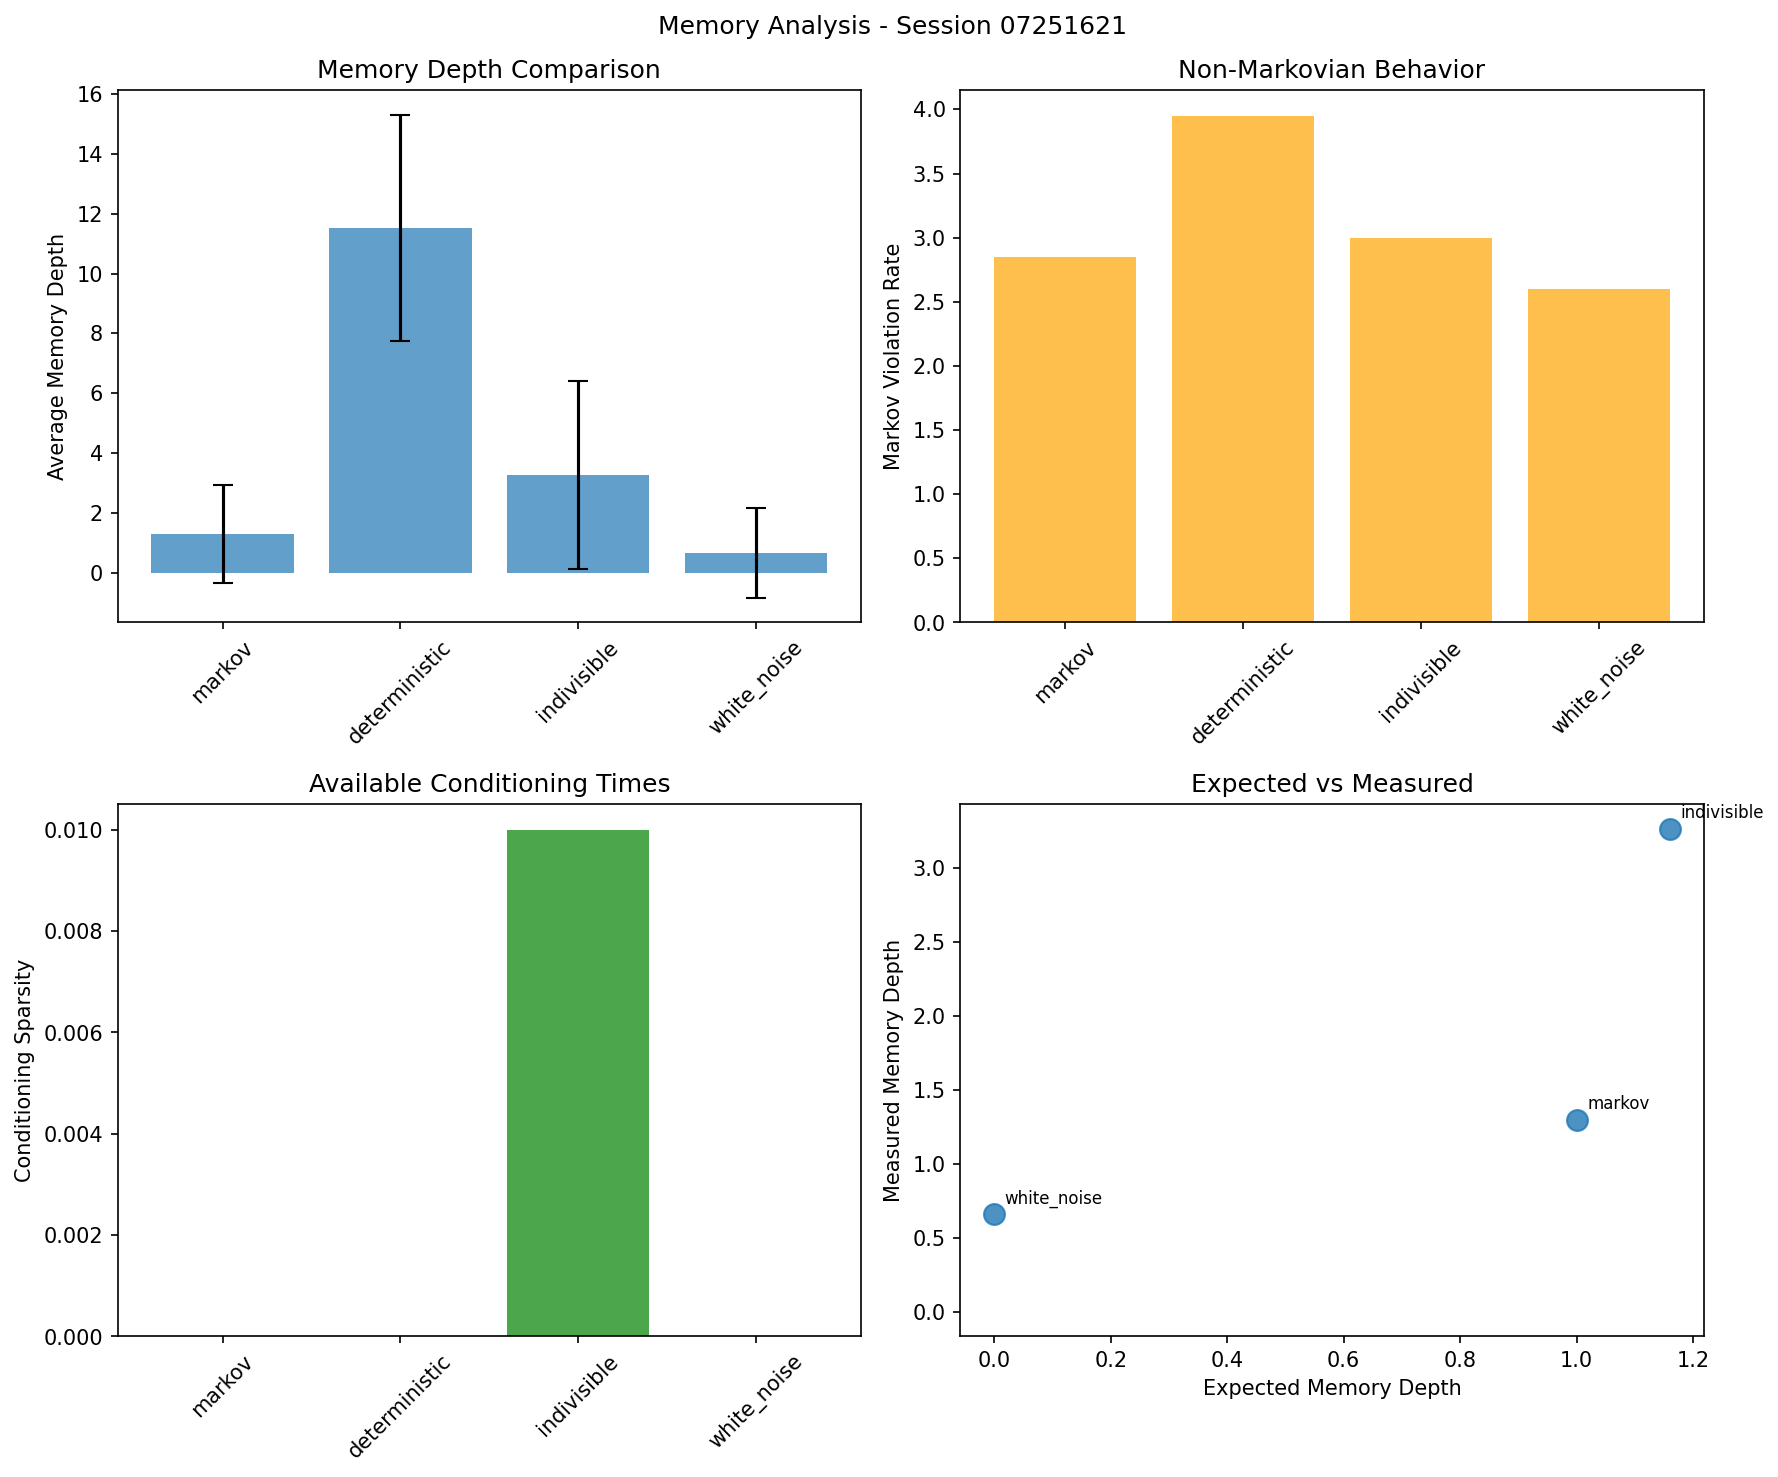 Memory Analysis - Session 07251621
Memory Depth Comparison
Average Memory Depth
16
14
12
10
8
6
4
2
0
markov
deterministic
indivisible
white_noise
Non-Markovian Behavior
Markov Violation Rate
4.0
3.5
3.0
2.5
2.0
1.5
1.0
0.5
0.0
markov
deterministic
indivisible
white_noise
Available Conditioning Times
Conditioning Sparsity
0.010
0.008
0.006
0.004
0.002
0.000
markov
deterministic
indivisible
white_noise
Expected vs Measured
Measured Memory Depth
3.0
2.5
2.0
1.5
1.0
0.5
0.0
indivisible
markov
white_noise
0.0
0.2
0.4
0.6
0.8
1.0
1.2
Expected Memory Depth